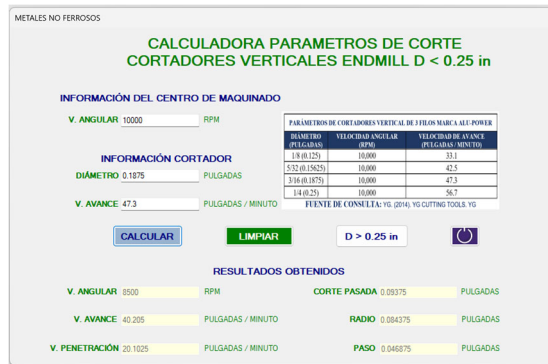 METALES NO FERROSOS
CALCULADORA PARAMETROS DE CORTE
CORTADORES VERTICALES ENDMILL D < 0.25 in
INFORMACIÓN DEL CENTRO DE MAQUINADO
V. ANGULAR 10000 RPM
INFORMACIÓN CORTADOR
DIÁMETRO 0.1875 PULGADAS
V. AVANCE 47.3 PULGADAS / MINUTO
PARÁMETROS DE CORTADORES VERTICAL DE 3 FILOS MARCA ALU-POWER
DIÁMETRO (PULGADAS) VELOCIDAD ANGULAR (RPM) VELOCIDAD DE AVANCE (PULGADAS / MINUTO)
1/8 (0.125) 10,000 33.1
5/32 (0.15625) 10,000 42.5
3/16 (0.1875) 10,000 47.3
1/4 (0.25) 10,000 56.7
FUENTE DE CONSULTA: YG. (2014). YG CUTTING TOOLS. YG
CALCULAR LIMPIAR D > 0.25 in
RESULTADOS OBTENIDOS
V. ANGULAR 8500 RPM CORTE PASADA 0.09375 PULGADAS
V. AVANCE 40.205 PULGADAS / MINUTO RADIO 0.084375 PULGADAS
V. PENETRACIÓN 20.1025 PULGADAS / MINUTO PASO 0.046875 PULGADAS